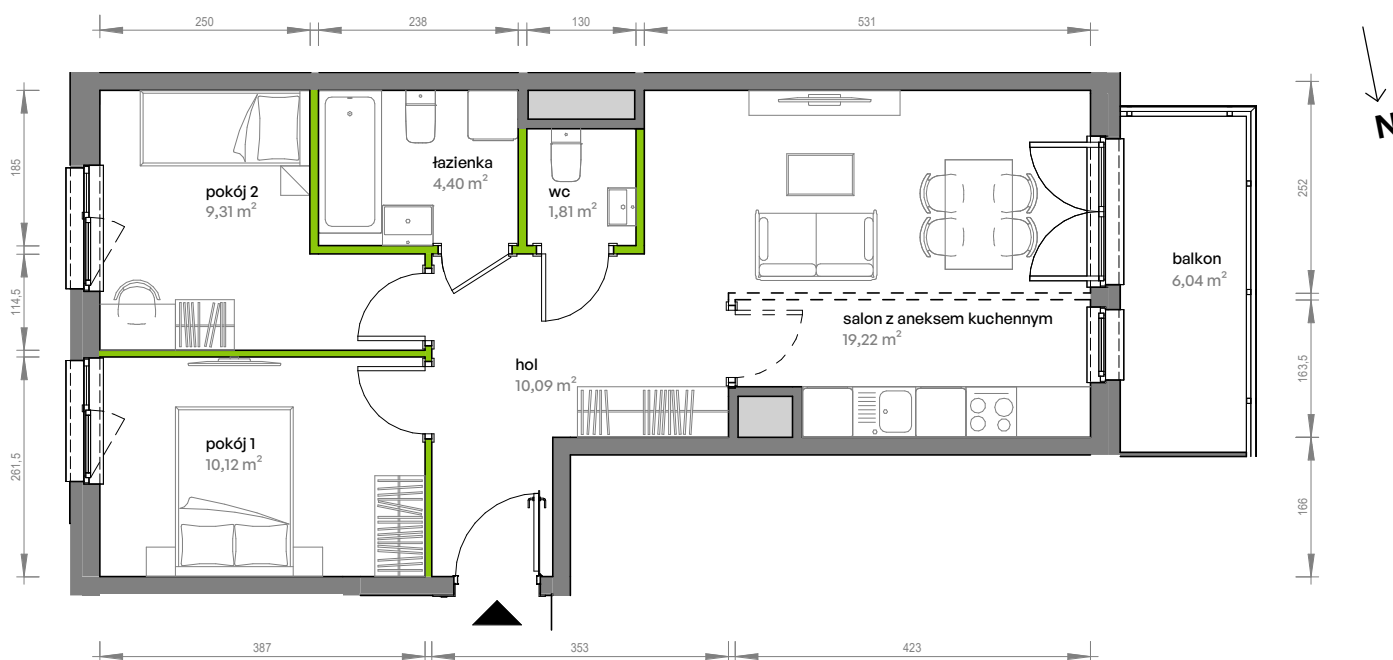 250
238
130
531
N
185
114,5
261,5
pokój 2
9,31 m²
łazienka
4,40 m²
wc
1,81 m²
252
163,5
166
balkon
6,04 m²
salon z aneksem kuchennym
19,22 m²
hol
10,09 m²
pokój 1
10,12 m²
387
353
423